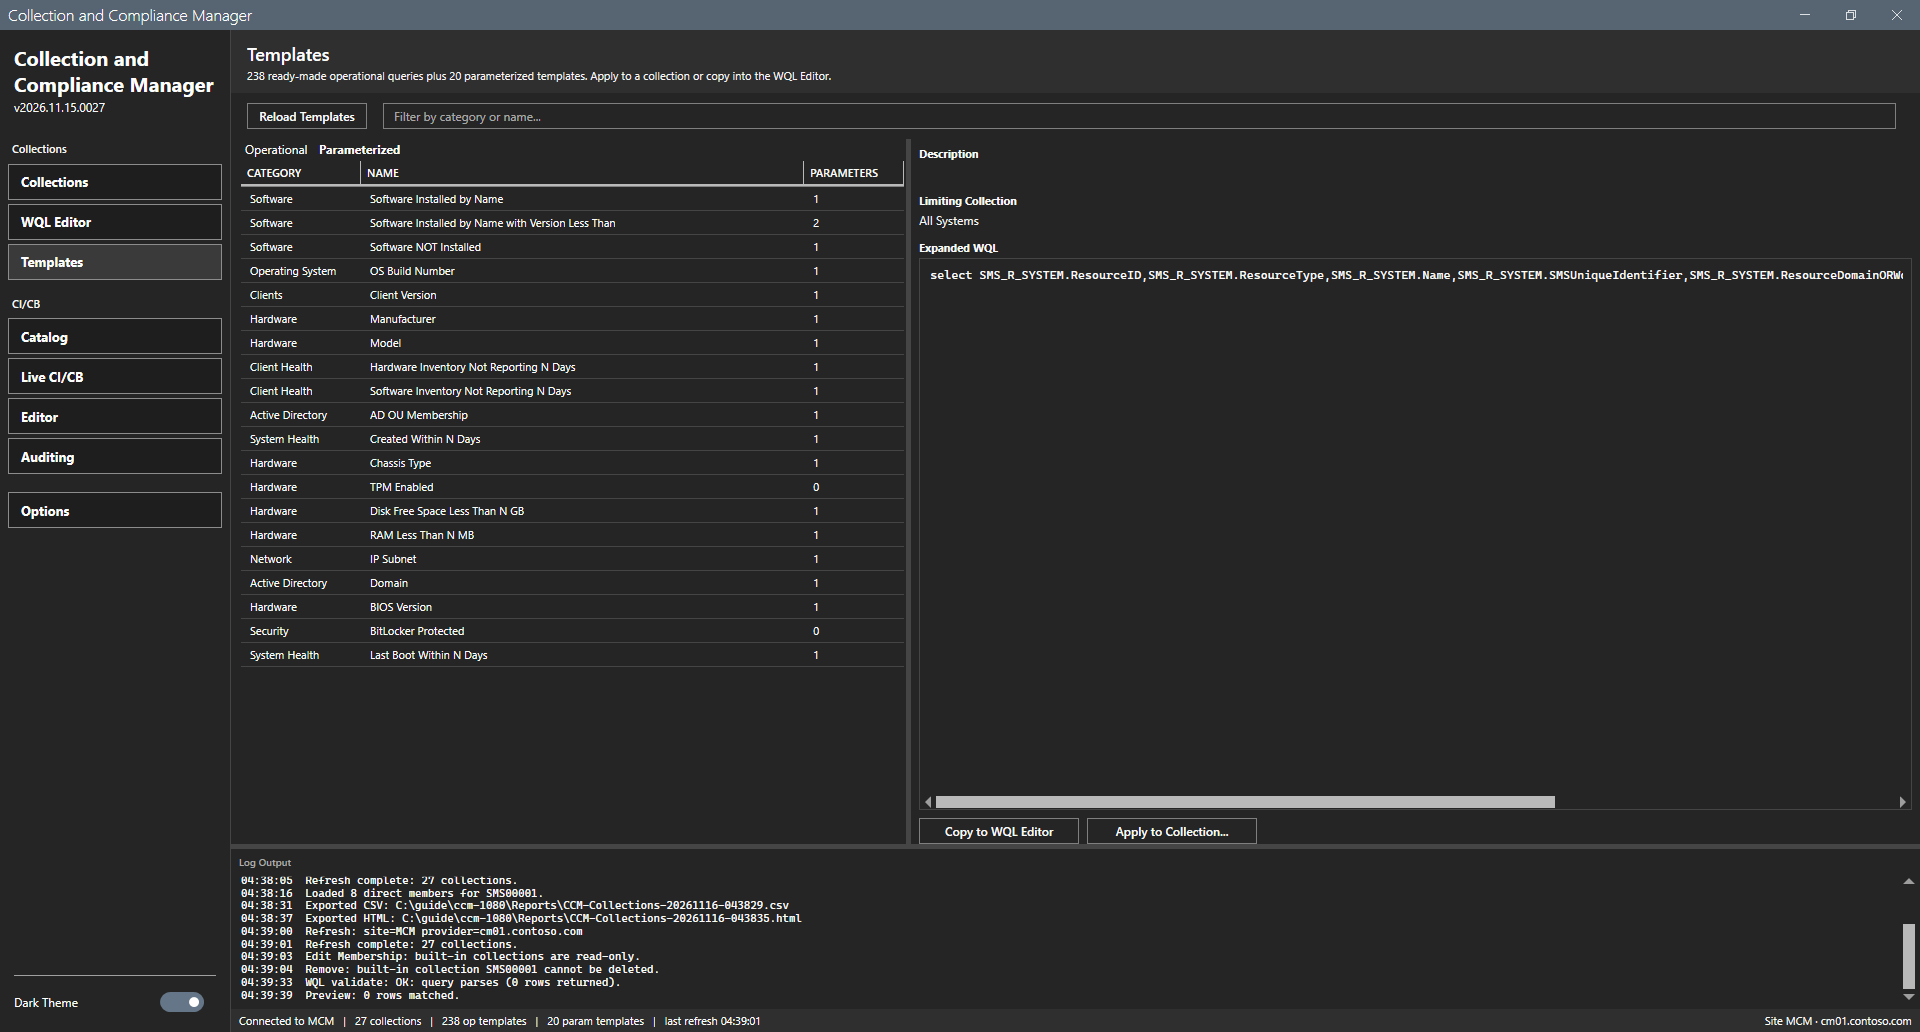 Collection and Compliance Manager
Collection and
Compliance Manager
v2026.11.15.0027
Collections
Collections
WQL Editor
Templates
CI/CB
Catalog
Live CI/CB
Editor
Auditing
Options
Dark Theme
Templates
238 ready-made operational queries plus 20 parameterized templates. Apply to a collection or copy into the WQL Editor.
Reload Templates
Filter by category or name...
Operational Parameterized
CATEGORY NAME PARAMETERS
Software Software Installed by Name 1
Software Software Installed by Name with Version Less Than 2
Software Software NOT Installed 1
Operating System OS Build Number 1
Clients Client Version 1
Hardware Manufacturer 1
Hardware Model 1
Client Health Hardware Inventory Not Reporting N Days 1
Client Health Software Inventory Not Reporting N Days 1
Active Directory AD OU Membership 1
System Health Created Within N Days 1
Hardware Chassis Type 1
Hardware TPM Enabled 0
Hardware Disk Free Space Less Than N GB 1
Hardware RAM Less Than N MB 1
Network IP Subnet 1
Active Directory Domain 1
Hardware BIOS Version 1
Security BitLocker Protected 0
System Health Last Boot Within N Days 1
Description
Limiting Collection
All Systems
Expanded WQL
select SMS_R_SYSTEM.ResourceID,SMS_R_SYSTEM.ResourceType,SMS_R_SYSTEM.Name,SMS_R_SYSTEM.SMSUniqueIdentifier,SMS_R_SYSTEM.ResourceDomainORW
Copy to WQL Editor
Apply to Collection...
Log Output
04:38:05 Refresh complete: 27 collections.
04:38:16 Loaded 8 direct members for SMS00001.
04:38:31 Exported CSV: C:\guide\ccm-1080\Reports\CCM-Collections-20261116-043829.csv
04:38:37 Exported HTML: C:\guide\ccm-1080\Reports\CCM-Collections-20261116-043835.html
04:39:00 Refresh: site=MCM provider=cm01.contoso.com
04:39:01 Refresh complete: 27 collections.
04:39:03 Edit Membership: built-in collections are read-only.
04:39:04 Remove: built-in collection SMS00001 cannot be deleted.
04:39:33 WQL validate: OK: query parses (0 rows returned).
04:39:39 Preview: 0 rows matched.
Connected to MCM | 27 collections | 238 op templates | 20 param templates | last refresh 04:39:01
Site MCM · cm01.contoso.com